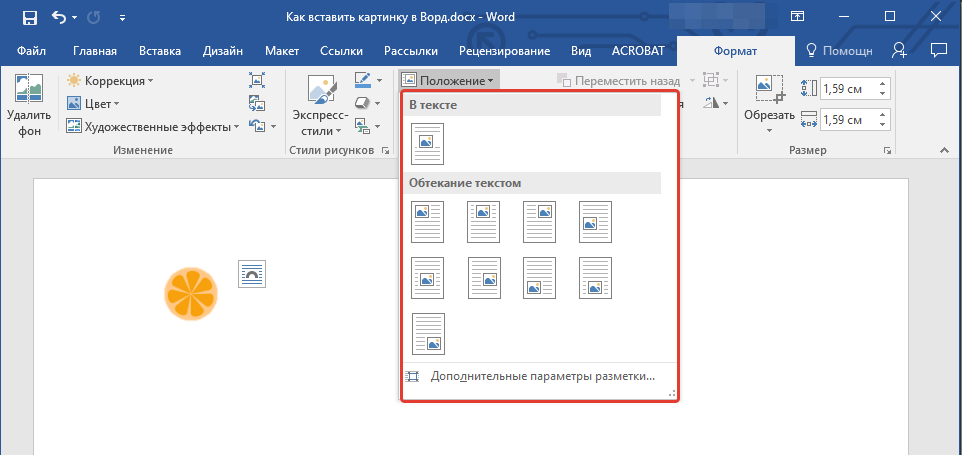 Как вставить картинку в Ворд.docx - Word
Файл Главная Вставка Дизайн Макет Ссылки Рассылки Рецензирование Вид ACROBAT Формат Помощн
Удалить фон
Коррекция
Цвет
Художественные эффекты
Изменение
Экспресс-стили
Стили рисунков
Положение
Переместить назад
Обрезать
1,59 см
1,59 см
Размер
В тексте
Обтекание текстом
Дополнительные параметры разметки...